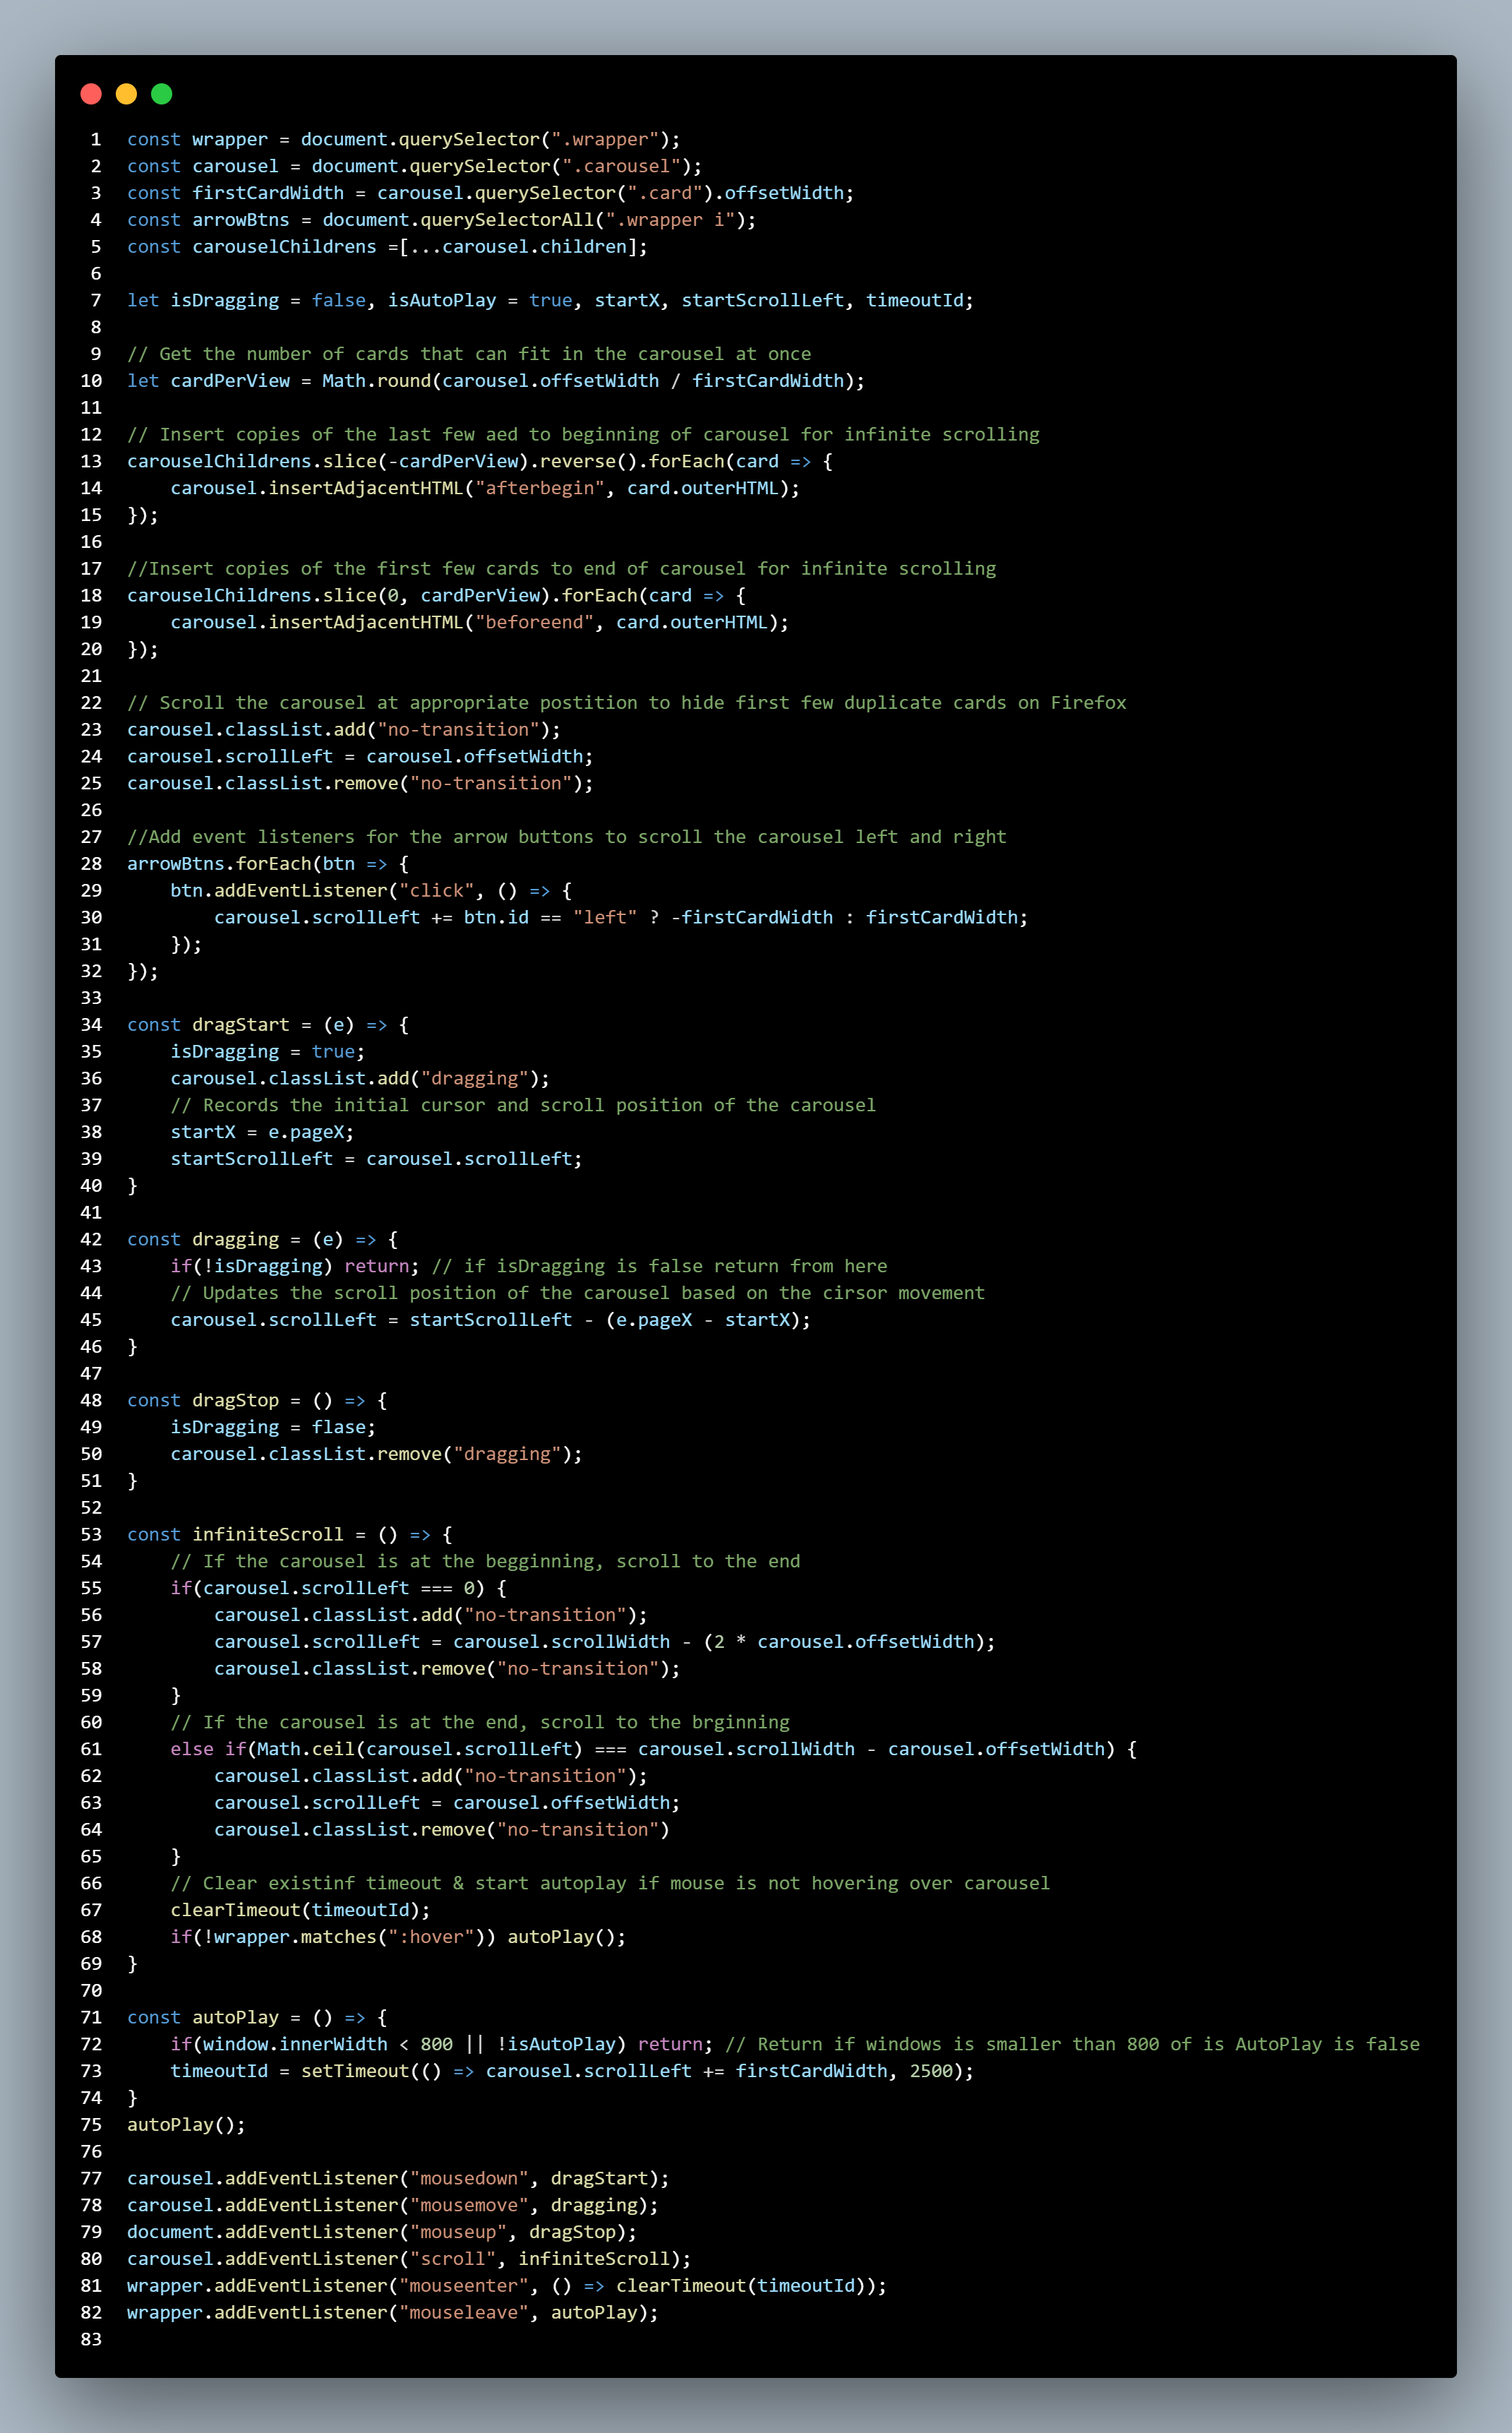 1 const wrapper = document.querySelector(".wrapper");
2 const carousel = document.querySelector(".carousel");
3 const firstCardWidth = carousel.querySelector(".card").offsetWidth;
4 const arrowBtns = document.querySelectorAll(".wrapper i");
5 const carouselChildrens =[...carousel.children];
6
7 let isDragging = false, isAutoPlay = true, startX, startScrollLeft, timeoutId;
8
9 // Get the number of cards that can fit in the carousel at once
10 let cardPerView = Math.round(carousel.offsetWidth / firstCardWidth);
11
12 // Insert copies of the last few aed to beginning of carousel for infinite scrolling
13 carouselChildrens.slice(-cardPerView).reverse().forEach(card => {
14     carousel.insertAdjacentHTML("afterbegin", card.outerHTML);
15 });
16
17 //Insert copies of the first few cards to end of carousel for infinite scrolling
18 carouselChildrens.slice(0, cardPerView).forEach(card => {
19     carousel.insertAdjacentHTML("beforeend", card.outerHTML);
20 });
21
22 // Scroll the carousel at appropriate postition to hide first few duplicate cards on Firefox
23 carousel.classList.add("no-transition");
24 carousel.scrollLeft = carousel.offsetWidth;
25 carousel.classList.remove("no-transition");
26
27 //Add event listeners for the arrow buttons to scroll the carousel left and right
28 arrowBtns.forEach(btn => {
29     btn.addEventListener("click", () => {
30         carousel.scrollLeft += btn.id == "left" ? -firstCardWidth : firstCardWidth;
31     });
32 });
33
34 const dragStart = (e) => {
35     isDragging = true;
36     carousel.classList.add("dragging");
37     // Records the initial cursor and scroll position of the carousel
38     startX = e.pageX;
39     startScrollLeft = carousel.scrollLeft;
40 }
41
42 const dragging = (e) => {
43     if(!isDragging) return; // if isDragging is false return from here
44     // Updates the scroll position of the carousel based on the cirsor movement
45     carousel.scrollLeft = startScrollLeft - (e.pageX - startX);
46 }
47
48 const dragStop = () => {
49     isDragging = flase;
50     carousel.classList.remove("dragging");
51 }
52
53 const infiniteScroll = () => {
54     // If the carousel is at the begginning, scroll to the end
55     if(carousel.scrollLeft === 0) {
56         carousel.classList.add("no-transition");
57         carousel.scrollLeft = carousel.scrollWidth - (2 * carousel.offsetWidth);
58         carousel.classList.remove("no-transition");
59     }
60     // If the carousel is at the end, scroll to the brginning
61     else if(Math.ceil(carousel.scrollLeft) === carousel.scrollWidth - carousel.offsetWidth) {
62         carousel.classList.add("no-transition");
63         carousel.scrollLeft = carousel.offsetWidth;
64         carousel.classList.remove("no-transition")
65     }
66     // Clear existinf timeout & start autoplay if mouse is not hovering over carousel
67     clearTimeout(timeoutId);
68     if(!wrapper.matches(":hover")) autoPlay();
69 }
70
71 const autoPlay = () => {
72     if(window.innerWidth < 800 || !isAutoPlay) return; // Return if windows is smaller than 800 of is AutoPlay is false
73     timeoutId = setTimeout(() => carousel.scrollLeft += firstCardWidth, 2500);
74 }
75 autoPlay();
76
77 carousel.addEventListener("mousedown", dragStart);
78 carousel.addEventListener("mousemove", dragging);
79 document.addEventListener("mouseup", dragStop);
80 carousel.addEventListener("scroll", infiniteScroll);
81 wrapper.addEventListener("mouseenter", () => clearTimeout(timeoutId));
82 wrapper.addEventListener("mouseleave", autoPlay);
83